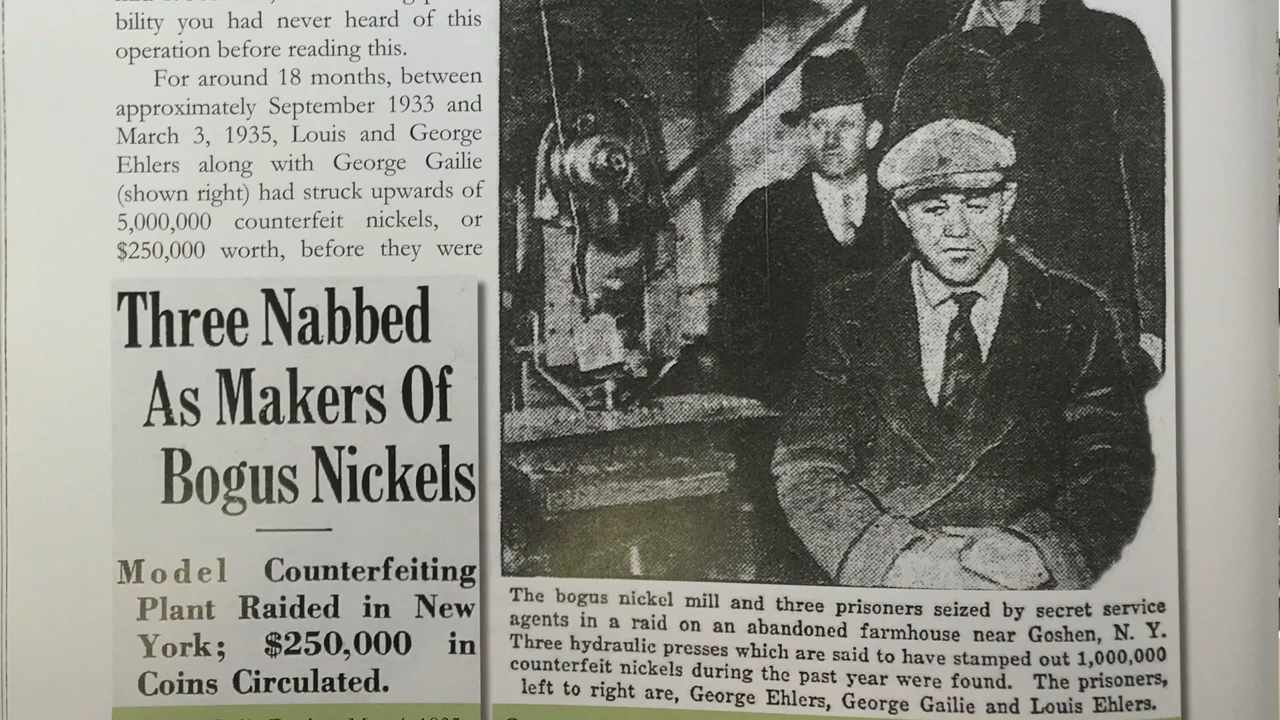 bility you had never heard of this
operation before reading this.
For around 18 months, between
approximately September 1933 and
March 3, 1935, Louis and George
Ehlers along with George Gailie
(shown right) had struck upwards of
5,000,000 counterfeit nickels, or
$250,000 worth, before they were
Three Nabbed
As Makers Of
Bogus Nickels
Model Counterfeiting
Plant Raided in New
York; $250,000 in
Coins Circulated.
The bogus nickel mill and three prisoners seized by secret service
agents in a raid on an abandoned farmhouse near Goshen, N. Y.
Three hydraulic presses which are said to have stamped out 1,000,000
counterfeit nickels during the past year were found. The prisoners,
left to right are, George Ehlers, George Gailie and Louis Ehlers.